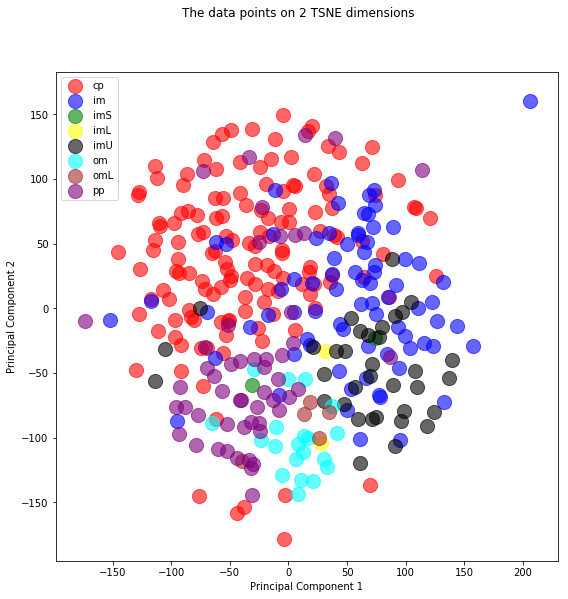 The data points on 2 TSNE dimensions
cp
im
imS
imL
imU
om
omL
pp
150
100
50
0
−50
−100
−150
Principal Component 2
−150
−100
−50
0
50
100
150
200
Principal Component 1